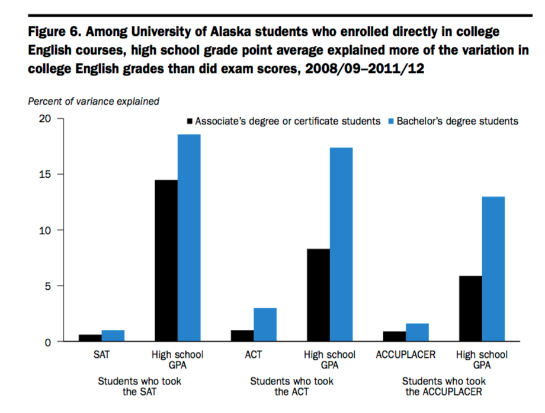 Figure 6. Among University of Alaska students who enrolled directly in college
English courses, high school grade point average explained more of the variation in
college English grades than did exam scores, 2008/09–2011/12
Percent of variance explained
20
Associate's degree or certificate students
Bachelor's degree students
15
10
5
0
SAT
High school
GPA
ACT
High school
GPA
ACCUPLACER
High school
GPA
Students who took
the SAT
Students who took
the ACT
Students who took
the ACCUPLACER